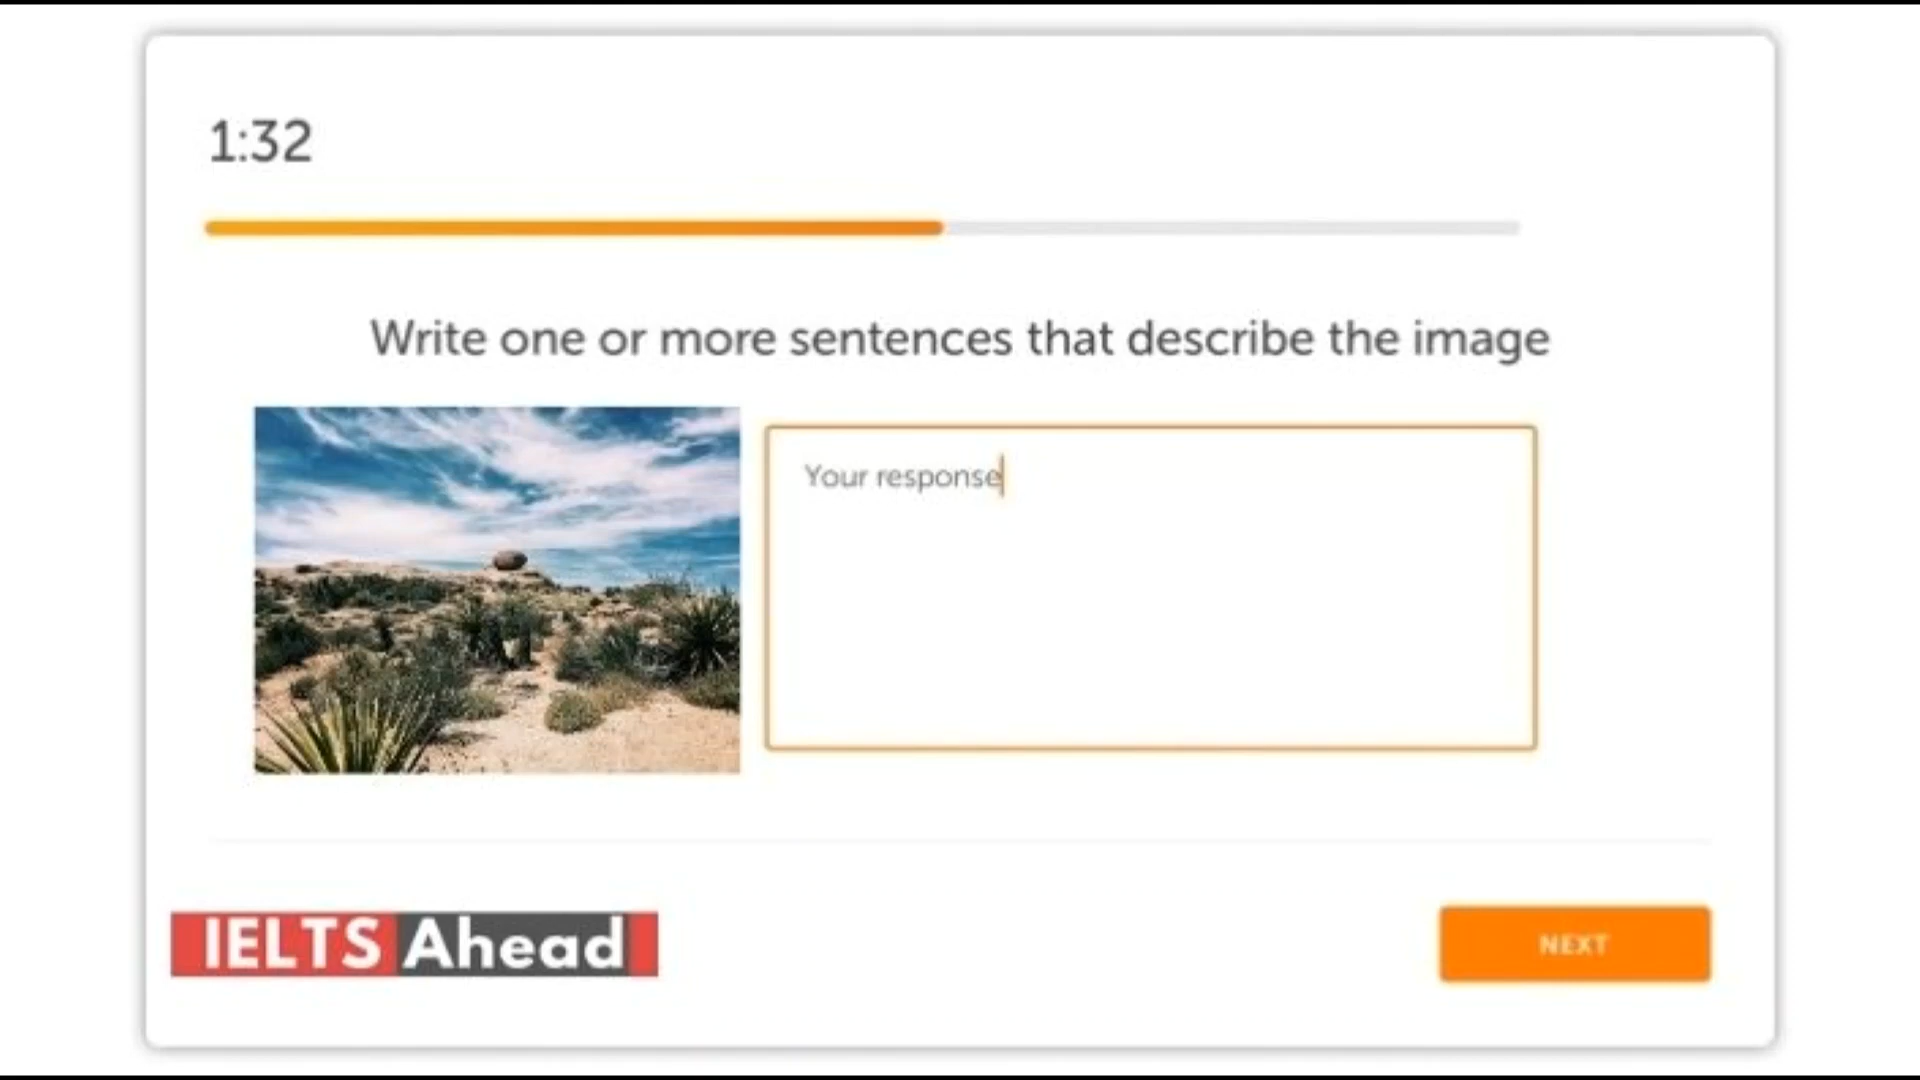 1:32
Write one or more sentences that describe the image
Your response
IELTS Ahead
NEXT